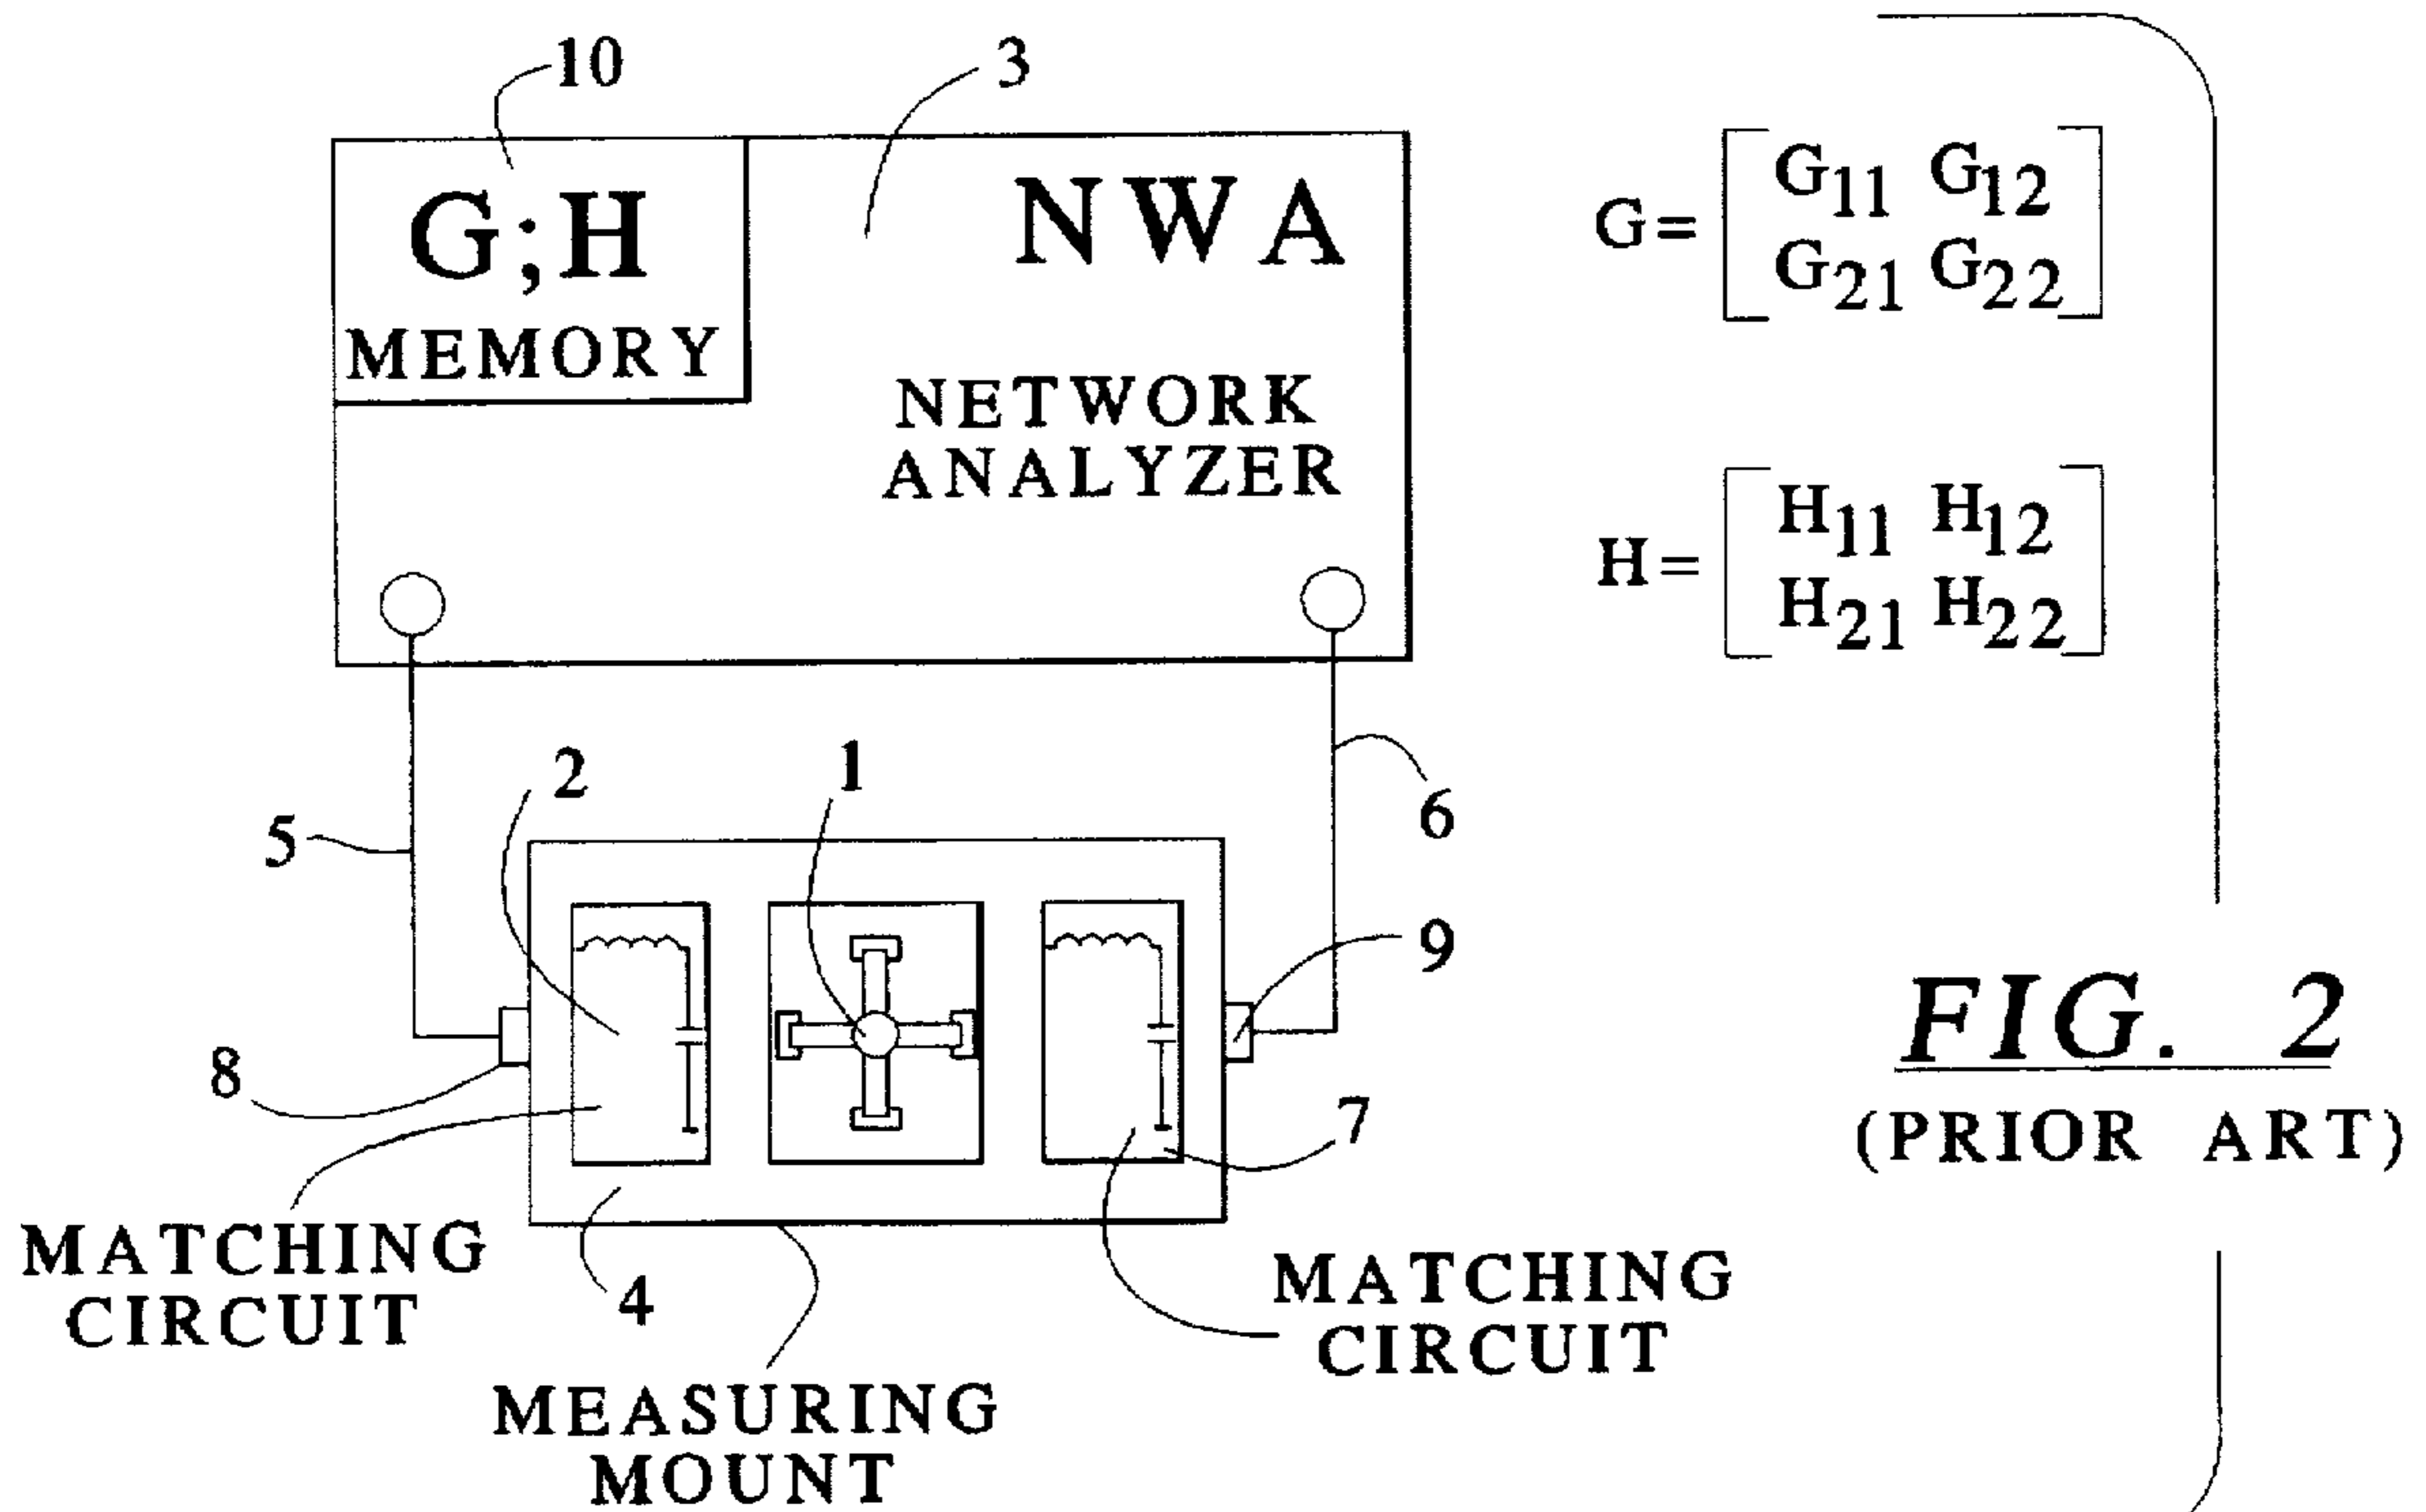 10
3
G;H
MEMORY
NWA
NETWORK
ANALYZER
G= [ G11 G12
G21 G22 ]
H= [ H11 H12
H21 H22 ]
2
1
5
6
9
8
7
4
MATCHING
CIRCUIT
MEASURING
MOUNT
MATCHING
CIRCUIT
FIG. 2
(PRIOR ART)